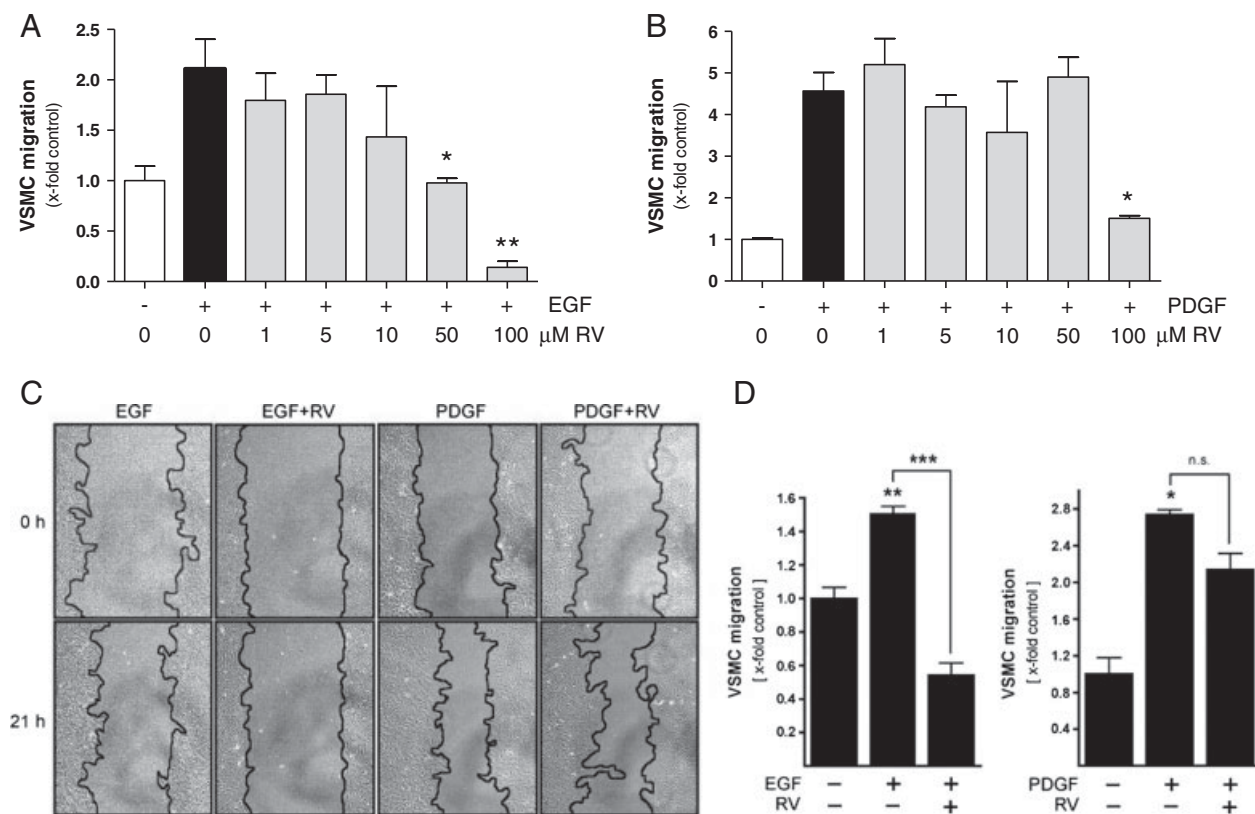 A
VSMC migration
(x-fold control)
2.5
2.0
1.5
1.0
0.5
0.0
*
**
- + + + + + + EGF
0 0 1 5 10 50 100 μM RV
B
VSMC migration
(x-fold control)
6
5
4
3
2
1
0
*
- + + + + + + PDGF
0 0 1 5 10 50 100 μM RV
C
EGF EGF+RV PDGF PDGF+RV
0 h
21 h
D
VSMC migration
[ x-fold control ]
1.6
1.4
1.2
1.0
0.8
0.6
0.4
0.2
**
***
EGF − + +
RV − − +
VSMC migration
[ x-fold control ]
2.8
2.4
2.0
1.6
1.2
0.8
0.4
*
n.s.
PDGF − + +
RV − − +